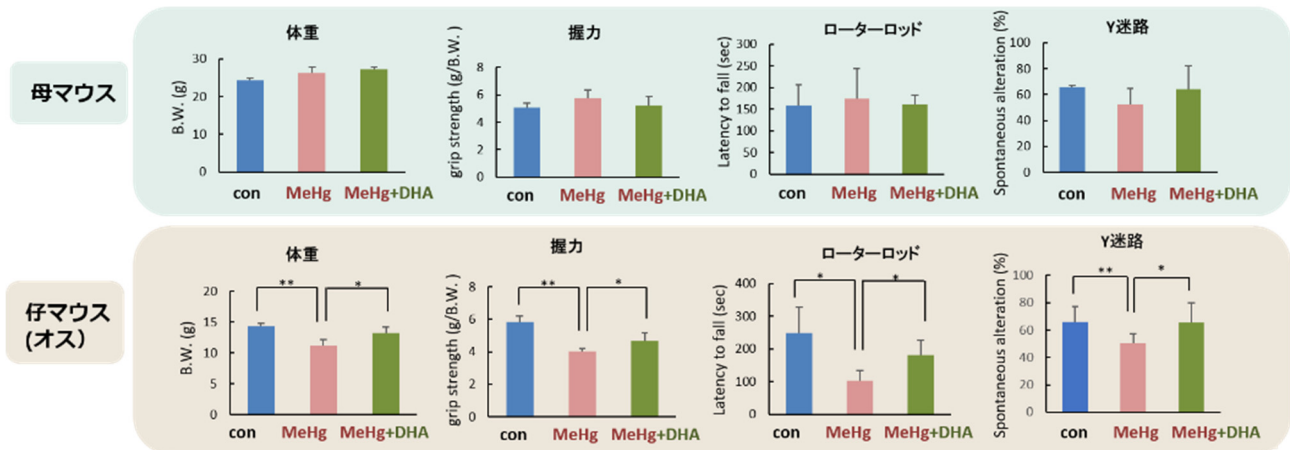 母マウス
体重
B.W. (g)
30
20
10
0
con MeHg MeHg+DHA
握力
grip strength (g/B.W.)
8
6
4
2
0
con MeHg MeHg+DHA
ローターロッド
Latency to fall (sec)
300
250
200
150
100
50
0
con MeHg MeHg+DHA
Y迷路
Spontaneous alteration (%)
100
80
60
40
20
0
con MeHg MeHg+DHA
仔マウス
(オス）
体重
B.W. (g)
20
15
10
5
0
** *
con MeHg MeHg+DHA
握力
grip strength (g/B.W.)
8
6
4
2
0
** *
con MeHg MeHg+DHA
ローターロッド
Latency to fall (sec)
400
300
200
100
0
* *
con MeHg MeHg+DHA
Y迷路
Spontaneous alteration (%)
100
80
60
40
20
0
** *
con MeHg MeHg+DHA